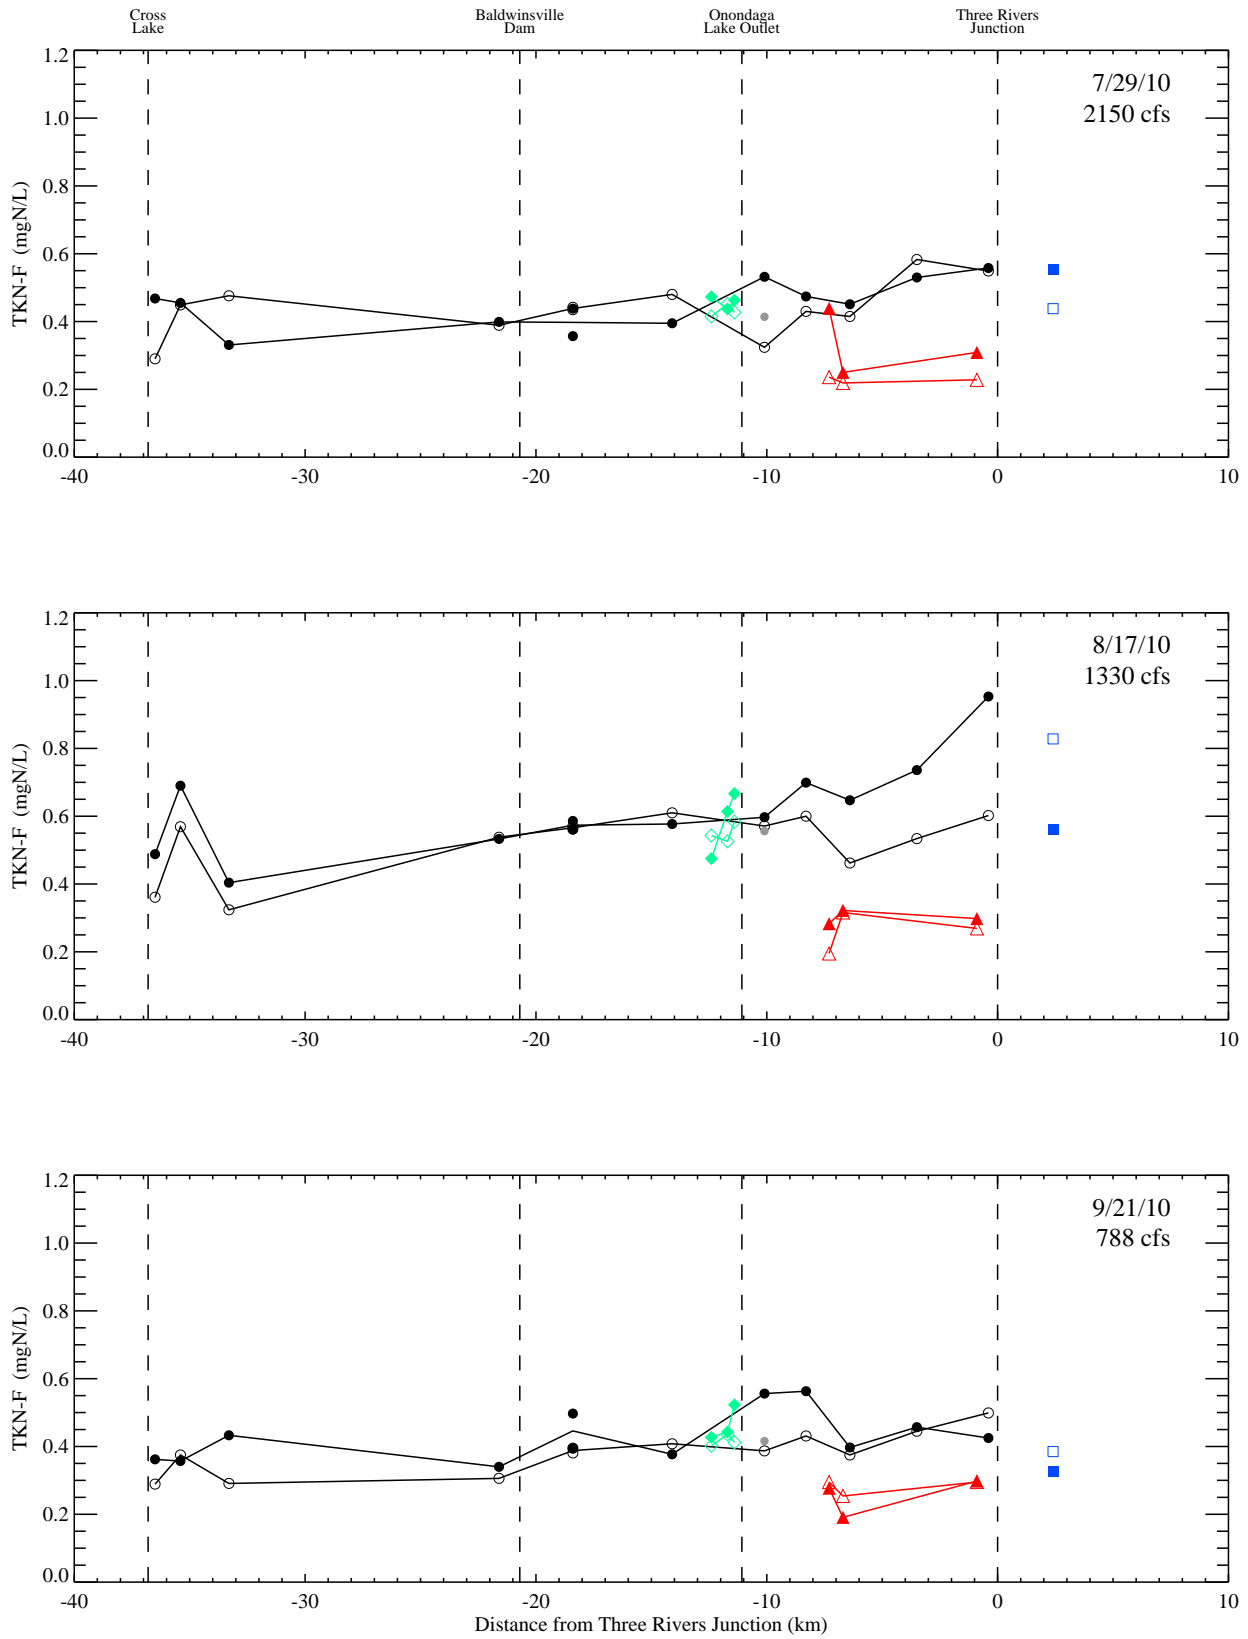 Cross Baldwinsville Onondaga Three Rivers
Lake Dam Lake Outlet Junction
1.2
7/29/10
1.0
2150 cfs
0.8
TKN-F (mgN/L)
0.6
0.4
0.2
0.0
-40 -30 -20 -10 0 10
1.2
8/17/10
1.0
1330 cfs
0.8
TKN-F (mgN/L)
0.6
0.4
0.2
0.0
-40 -30 -20 -10 0 10
1.2
9/21/10
1.0
788 cfs
0.8
TKN-F (mgN/L)
0.6
0.4
0.2
0.0
-40 -30 -20 -10 0 10
Distance from Three Rivers Junction (km)